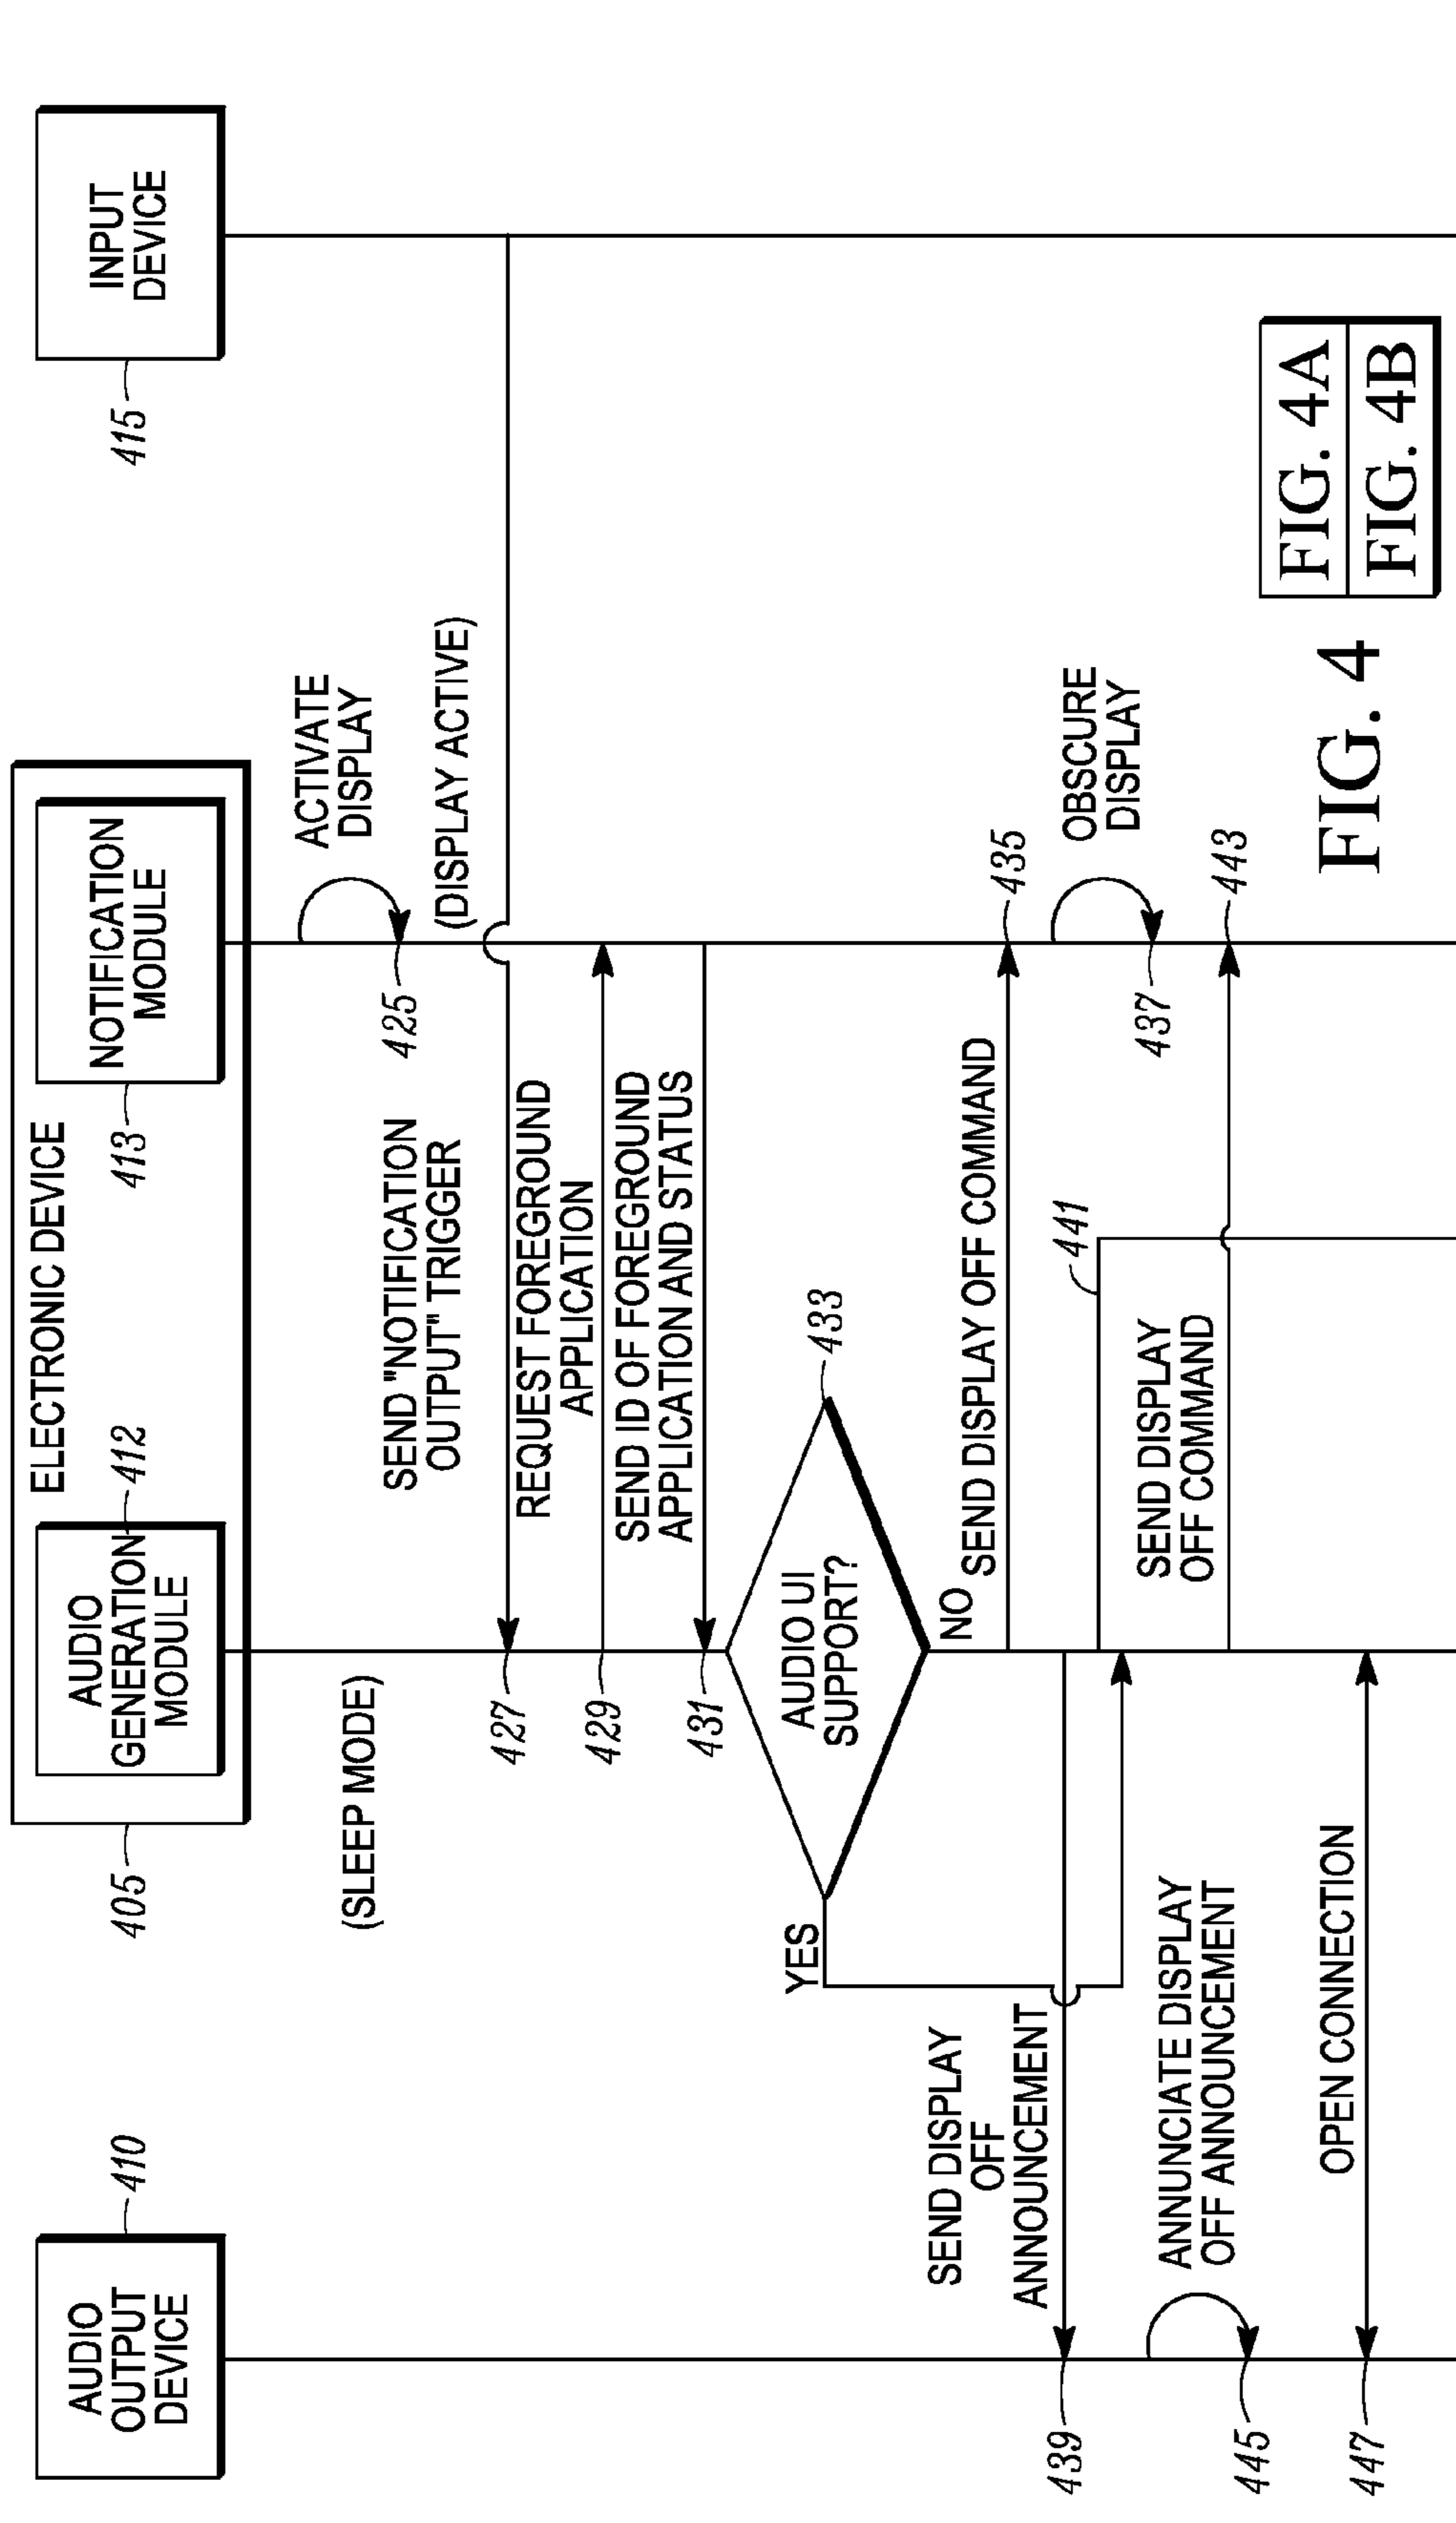 ELECTRONIC DEVICE
AUDIO
OUTPUT
DEVICE
410
405
AUDIO
GENERATION
MODULE
412
413
NOTIFICATION
MODULE
415
INPUT
DEVICE
(SLEEP MODE)
ACTIVATE
DISPLAY
425
SEND "NOTIFICATION
OUTPUT" TRIGGER
(DISPLAY ACTIVE)
427
REQUEST FOREGROUND
APPLICATION
429
SEND ID OF FOREGROUND
APPLICATION AND STATUS
431
YES
AUDIO UI
SUPPORT?
433
NO
SEND DISPLAY OFF COMMAND
435
SEND DISPLAY
OFF
ANNOUNCEMENT
439
441
OBSCURE
DISPLAY
437
ANNUNCIATE DISPLAY
OFF ANNOUNCEMENT
445
SEND DISPLAY
OFF COMMAND
443
OPEN CONNECTION
447
FIG. 4
FIG. 4A
FIG. 4B